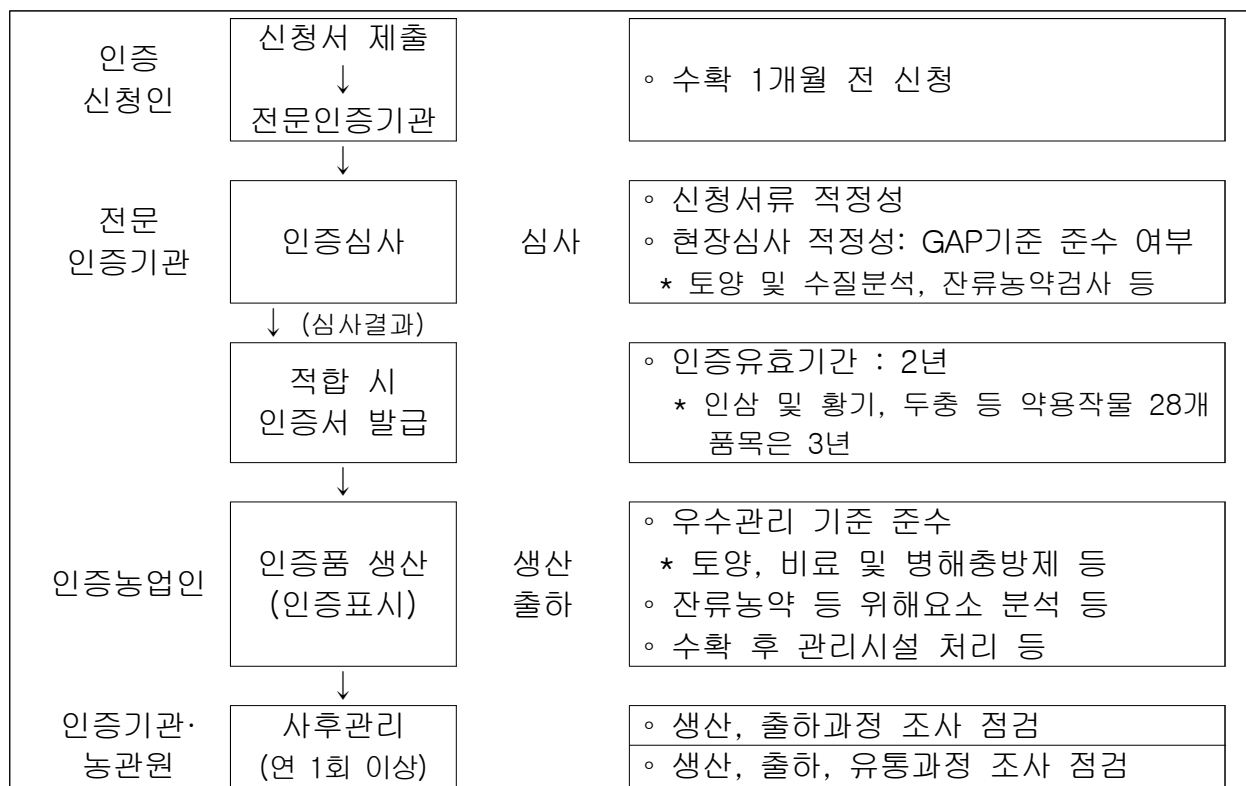 인증
신청인
신청서 제출
↓
전문인증기관
◦ 수확 1개월 전 신청
↓
전문
인증기관
인증심사
심사
◦ 신청서류 적정성
◦ 현장심사 적정성: GAP기준 준수 여부
* 토양 및 수질분석, 잔류농약검사 등
↓ (심사결과)
적합 시
인증서 발급
◦ 인증유효기간 : 2년
* 인삼 및 황기, 두충 등 약용작물 28개
품목은 3년
↓
인증농업인
인증품 생산
(인증표시)
생산
출하
◦ 우수관리 기준 준수
* 토양, 비료 및 병해충방제 등
◦ 잔류농약 등 위해요소 분석 등
◦ 수확 후 관리시설 처리 등
↓
인증기관·
농관원
사후관리
(연 1회 이상)
◦ 생산, 출하과정 조사 점검
◦ 생산, 출하, 유통과정 조사 점검